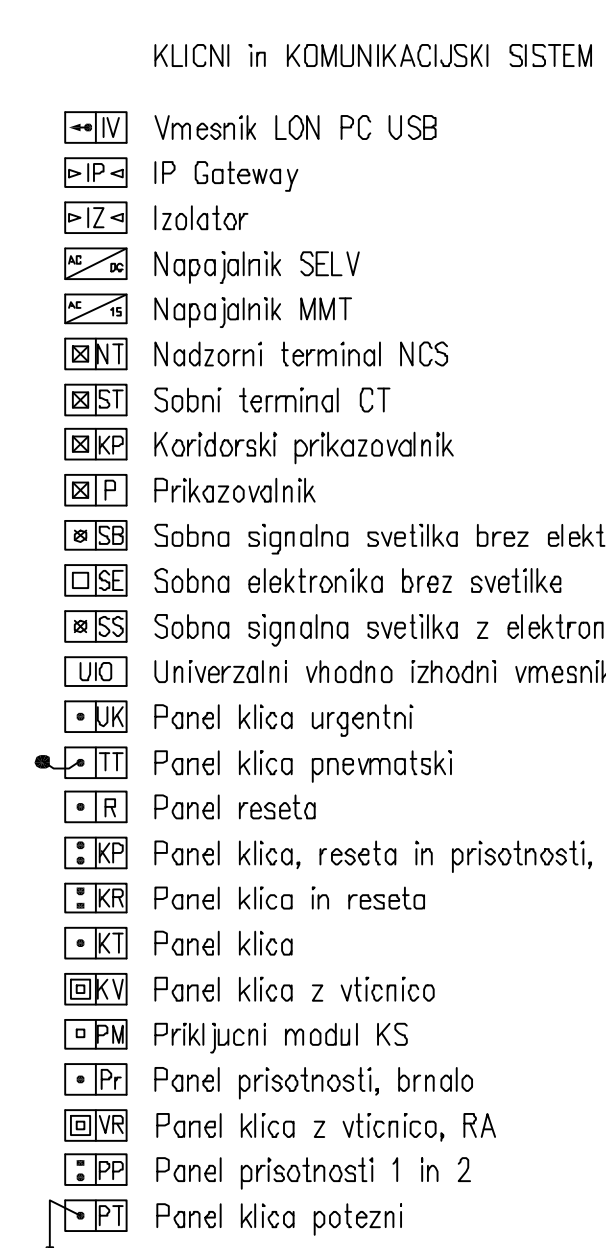 KLICNI in KOMUNIKACIJSKI SISTEM
IV Vmesnik LON PC USB
IP IP Gateway
IZ Izolator
AC DC Napajalnik SELV
AC 15 Napajalnik MMT
NT Nadzorni terminal NCS
ST Sobni terminal CT
KP Koridorski prikazovalnik
P Prikazovalnik
SB Sobna signalna svetilka brez elekt
SE Sobna elektronika brez svetilke
SS Sobna signalna svetilka z elektron
UIO Univerzalni vhodno izhodni vmesnik
UK Panel klica urgentni
TT Panel klica pnevmatski
R Panel reseta
KP Panel klica, reseta in prisotnosti,
KR Panel klica in reseta
KT Panel klica
KV Panel klica z vticnico
PM Prikljucni modul KS
Pr Panel prisotnosti, brnalo
VR Panel klica z vticnico, RA
PP Panel prisotnosti 1 in 2
PT Panel klica potezni